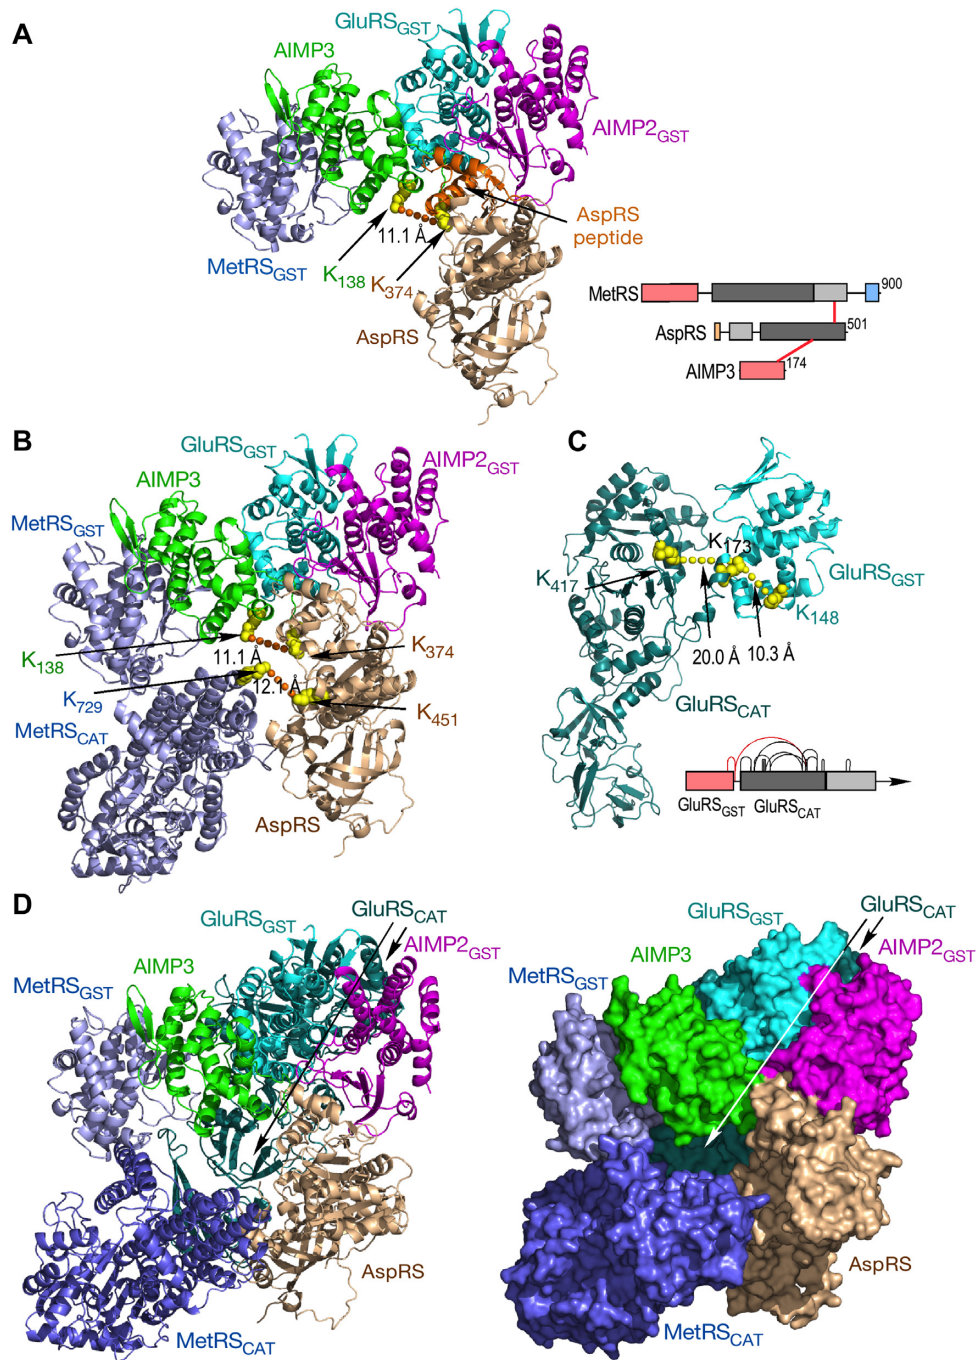 A
GluRS_GST
AIMP3
AIMP2_GST
AspRS
peptide
11.1 Å
MetRS_GST
K_138
K_374
AspRS
MetRS
900
AspRS
501
AIMP3
174
B
GluRS_GST
AIMP3
AIMP2_GST
MetRS_GST
K_138
11.1 Å
K_374
K_729
12.1 Å
K_451
MetRS_CAT
AspRS
C
K_173
K_417
GluRS_GST
K_148
20.0 Å
10.3 Å
GluRS_CAT
GluRS_GST
GluRS_CAT
D
GluRS_GST
GluRS_CAT
AIMP3
AIMP2_GST
MetRS_GST
AspRS
MetRS_CAT
GluRS_GST
GluRS_CAT
AIMP3
AIMP2_GST
MetRS_GST
AspRS
MetRS_CAT